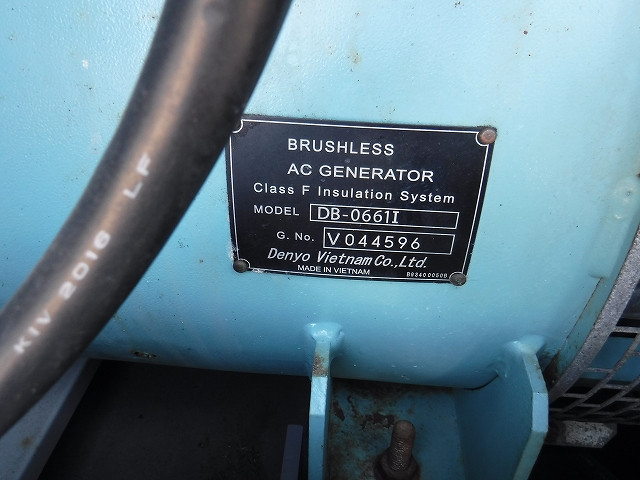 BRUSHLESS
AC GENERATOR
Class F Insulation System
MODEL DB-0661I
G. No. V044596
Denyo Vietnam Co.,Ltd.
MADE IN VIETNAM
B934000508
KIV 2016 LF